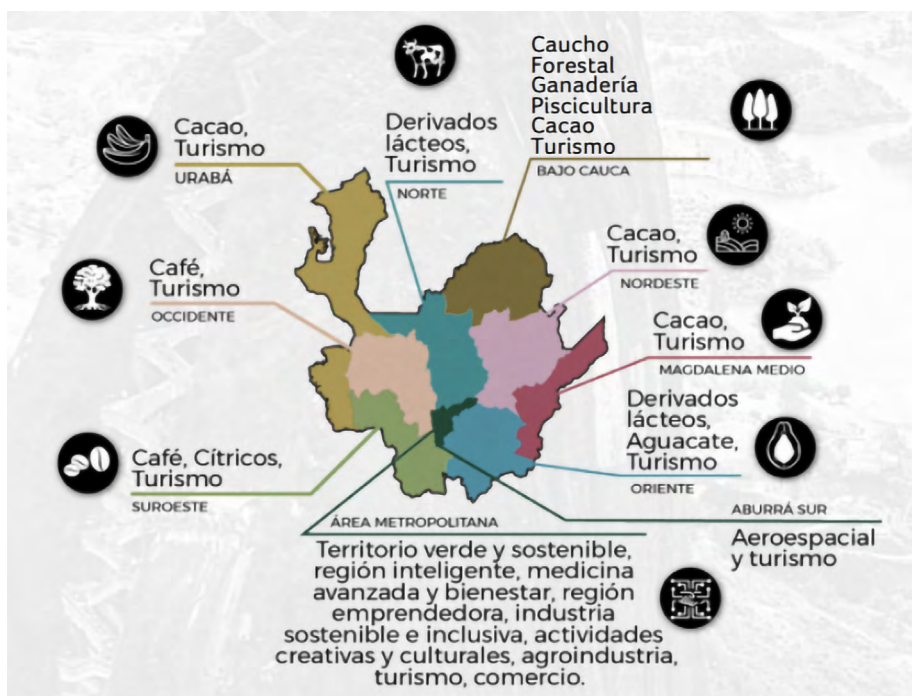 Caucho
Forestal
Ganadería
Piscicultura
Cacao
Turismo
BAJO CAUCA
Cacao,
Turismo
URABÁ
Derivados
lácteos,
Turismo
NORTE
Cacao,
Turismo
NORDESTE
Café,
Turismo
OCCIDENTE
Cacao,
Turismo
MAGDALENA MEDIO
Derivados
lácteos,
Aguacate,
Turismo
ORIENTE
Café, Cítricos,
Turismo
SUROESTE
ÁREA METROPOLITANA
Territorio verde y sostenible,
región inteligente, medicina
avanzada y bienestar, región
emprendedora, industria
sostenible e inclusiva, actividades
creativas y culturales, agroindustria,
turismo, comercio.
ABURRÁ SUR
Aeroespacial
y turismo